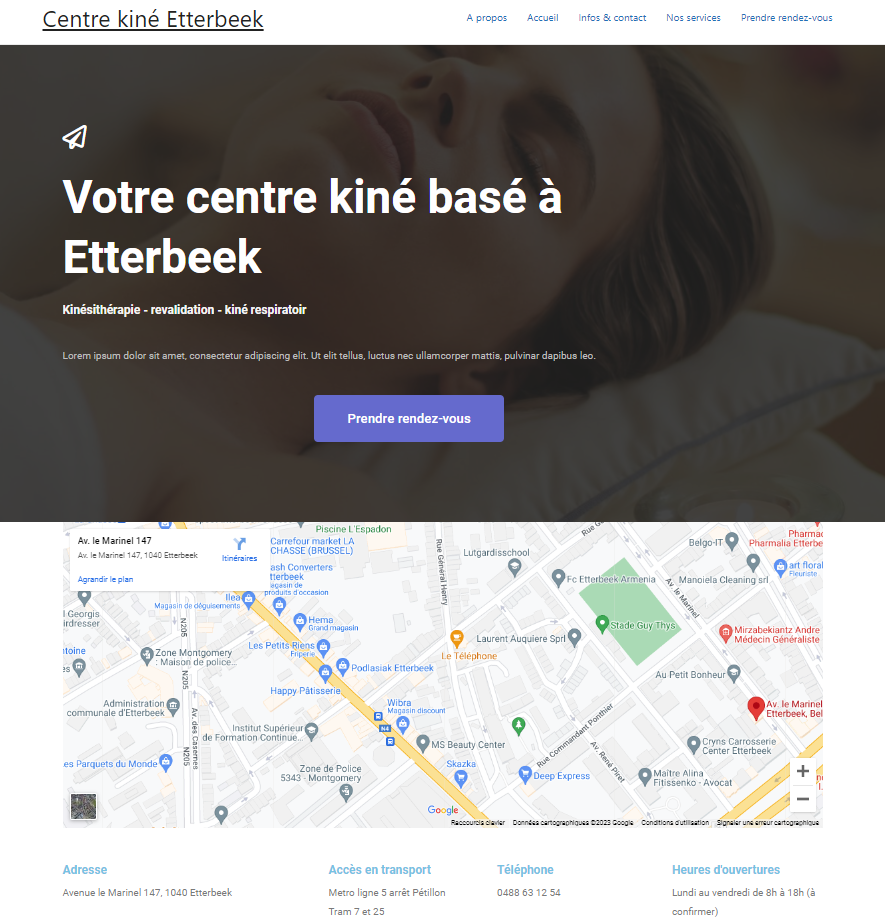 Centre kiné Etterbeek
A propos
Accueil
Infos & contact
Nos services
Prendre rendez-vous
Votre centre kiné basé à
Etterbeek
Kinésithérapie - revalidation - kiné respiratoir
Lorem ipsum dolor sit amet, consectetur adipiscing elit. Ut elit tellus, luctus nec ullamcorper mattis, pulvinar dapibus leo.
Prendre rendez-vous
Av. le Marinel 147
Av. le Marinel 147, 1040 Etterbeek
Itinéraires
Agrandir le plan
Piscine L'Espadon
Carrefour market LA
CHASSE (BRUSSEL)
ash Converters
tterbeek
agasin de
produits d'occasion
Ilea
Magasin de déguisements
Hema
Grand magasin
Les Petits Riens
Friperie
Podlasiak Etterbeek
Happy Pâtisserie
Wibra
Magasin discount
N4
MS Beauty Center
Skazka
Deep Express
l Georgis
irdresser
ntoine
es
Zone Montgomery
: Maison de police...
Administration
communale d'Etterbeek
Institut Supérieur
de Formation Continue...
es Parquets du Monde
Zone de Police
5343 - Montgomery
N205
N205
N205
Av. des Casernes
Rue Général Henry
Lutgardisschool
Fc Etterbeek Armenia
Stade Guy Thys
Laurent Auquiere Sprl
Le Téléphone
Rue G
Belgo-IT
Pharmac
Pharmalia Etterbe
Manoiela Cleaning srl
art floral
Fleuriste
Av. le Marinel
Mirzabekiantz Andre
Médecin Généraliste
Au Petit Bonheur
Av. le Marinel
Etterbeek, Bel
Cryns Carrosserie
Center Etterbeek
Maître Alina
Fitissenko - Avocat
Rue Commandant Ponthier
Av. René Piret
Google
Raccourcis clavier
Données cartographiques ©2023 Google
Conditions d'utilisation
Signaler une erreur cartographique
Adresse
Avenue le Marinel 147, 1040 Etterbeek
Accès en transport
Metro ligne 5 arrêt Pétillon
Tram 7 et 25
Téléphone
0488 63 12 54
Heures d'ouvertures
Lundi au vendredi de 8h à 18h (à
confirmer)